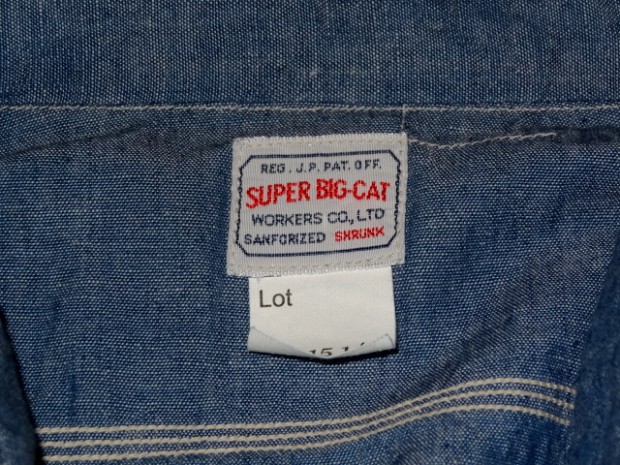 REG. J.P. PAT. OFF.
SUPER BIG-CAT
WORKERS CO., LTD
SANFORIZED SHRUNK
Lot